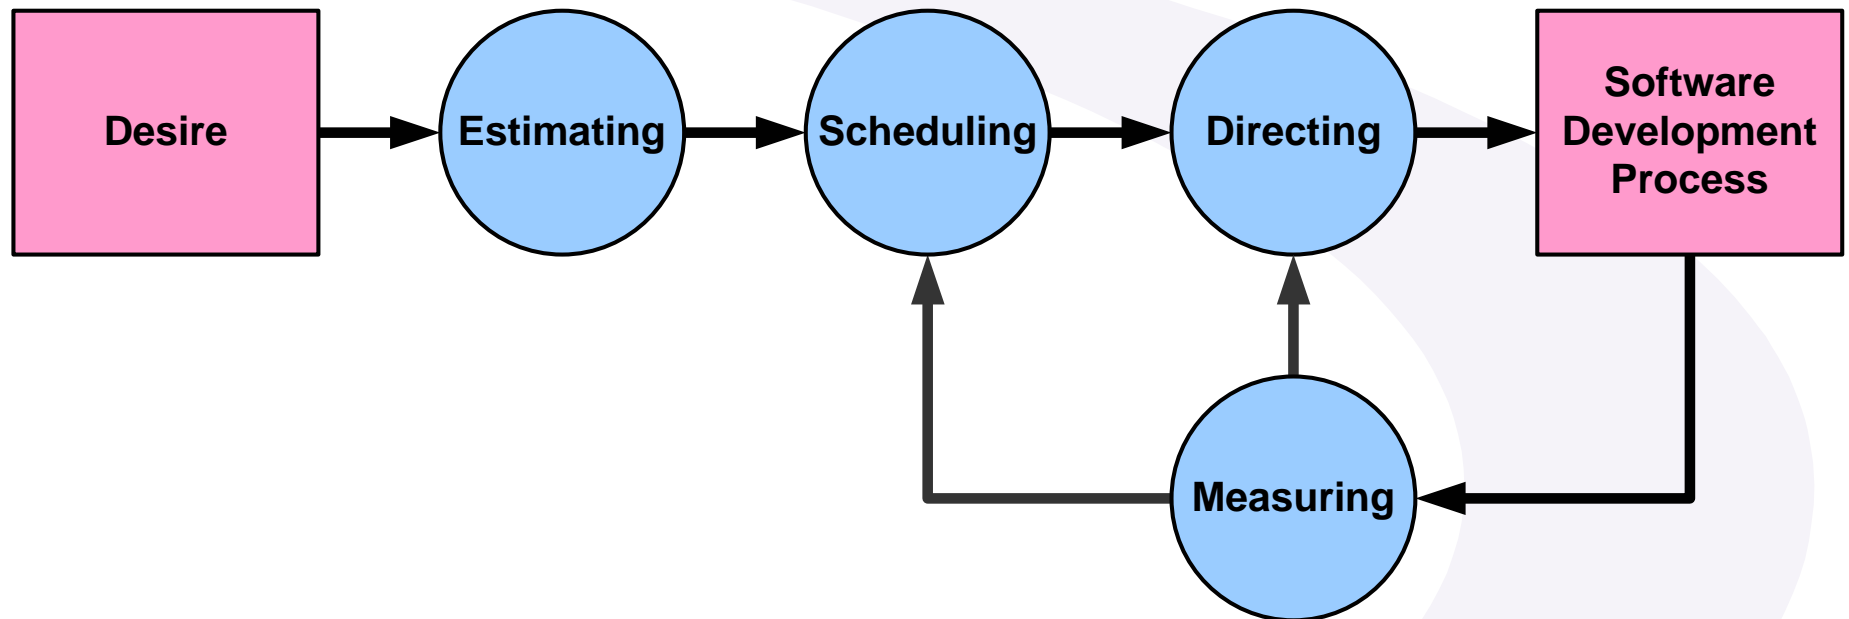 Desire
Estimating
Scheduling
Directing
Software
Development
Process
Measuring